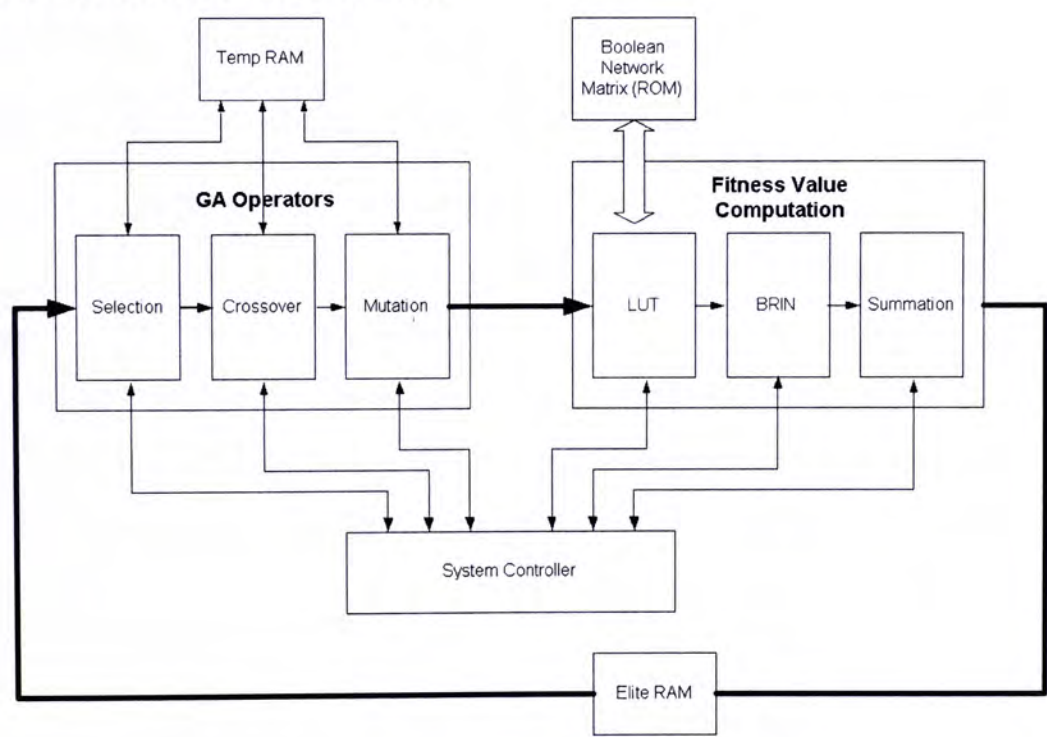 Temp RAM
Boolean
Network
Matrix (ROM)
GA Operators
Fitness Value
Computation
Selection
Crossover
Mutation
LUT
BRIN
Summation
System Controller
Elite RAM